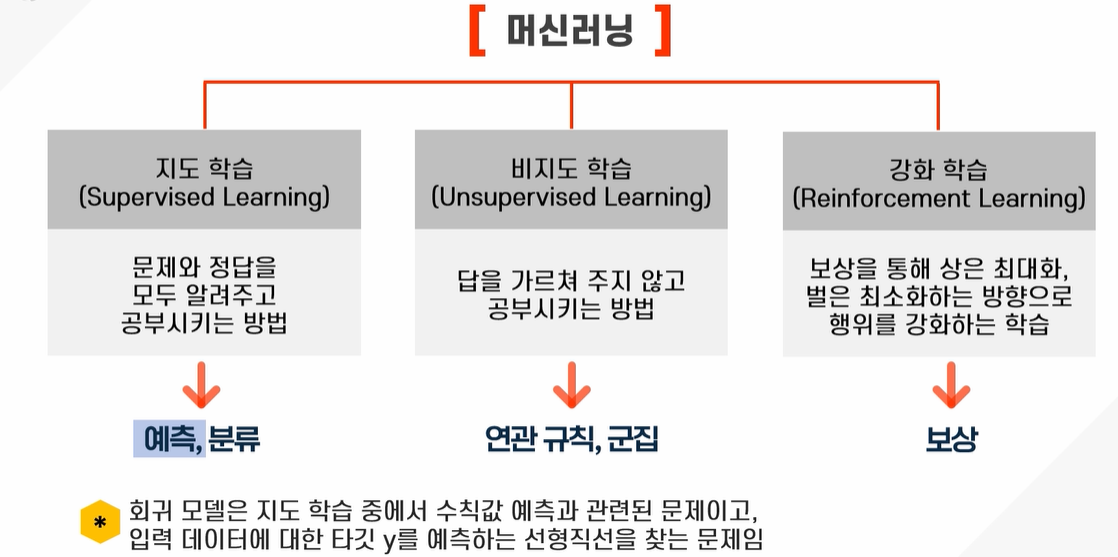 [ 머신러닝 ]
지도 학습
(Supervised Learning)
문제와 정답을
모두 알려주고
공부시키는 방법
예측, 분류
비지도 학습
(Unsupervised Learning)
답을 가르쳐 주지 않고
공부시키는 방법
연관 규칙, 군집
강화 학습
(Reinforcement Learning)
보상을 통해 상은 최대화,
벌은 최소화하는 방향으로
행위를 강화하는 학습
보상
* 회귀 모델은 지도 학습 중에서 수칙값 예측과 관련된 문제이고,
입력 데이터에 대한 타깃 y를 예측하는 선형직선을 찾는 문제임